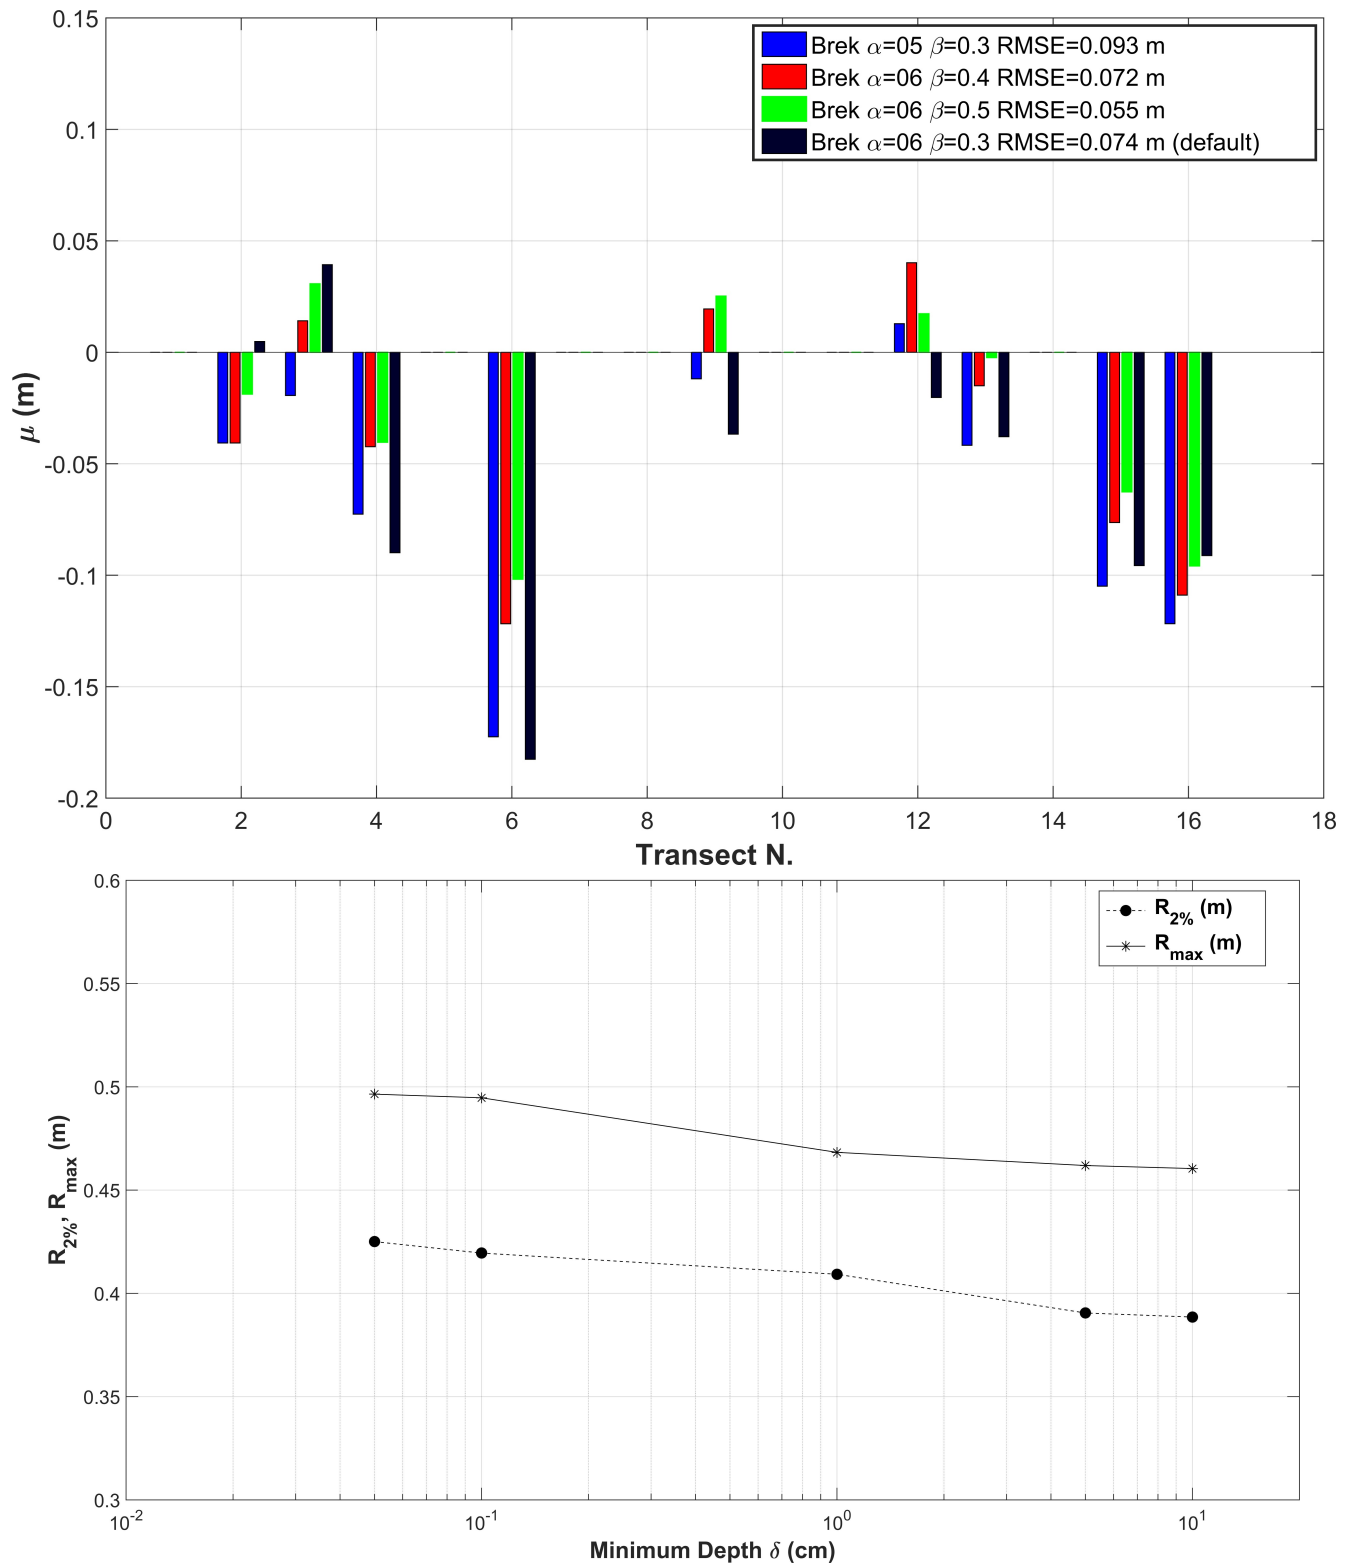 0.15
0.1
0.05
0
-0.05
-0.1
-0.15
-0.2
μ (m)
Brek α=05 β=0.3 RMSE=0.093 m
Brek α=06 β=0.4 RMSE=0.072 m
Brek α=06 β=0.5 RMSE=0.055 m
Brek α=06 β=0.3 RMSE=0.074 m (default)
0 2 4 6 8 10 12 14 16 18
Transect N.
0.6
0.55
0.5
0.45
0.4
0.35
0.3
R2%, Rmax (m)
R2% (m)
Rmax (m)
10-2 10-1 100 101
Minimum Depth δ (cm)